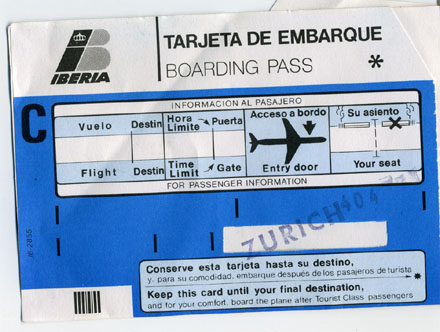 IBERIA
TARJETA DE EMBARQUE
BOARDING PASS *
INFORMACION AL PASAJERO
C
Vuelo Destin Hora Limite Puerta Acceso a bordo Su asiento
Flight Destin Time Limit Gate Entry door Your seat
FOR PASSENGER INFORMATION
ZURICH 404
Conserve esta tarjeta hasta su destino,
y, para su comodidad, embarque después de los pasajeros de turista *
Keep this card until your final destination,
and for your comfort, board the plane after Tourist Class passengers